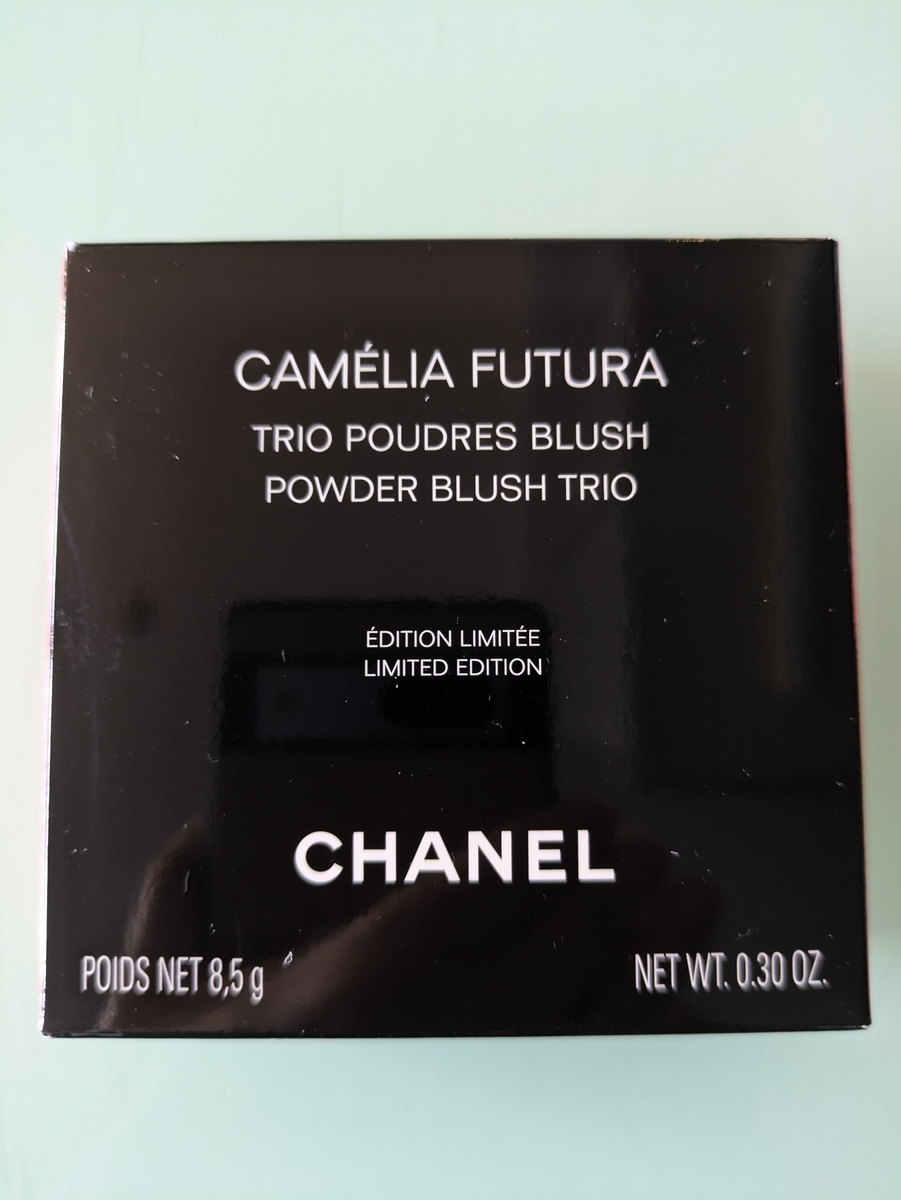 CAMÉLIA FUTURA
TRIO POUDRES BLUSH
POWDER BLUSH TRIO
ÉDITION LIMITÉE
LIMITED EDITION
CHANEL
POIDS NET 8,5 g
NET WT. 0.30 OZ.